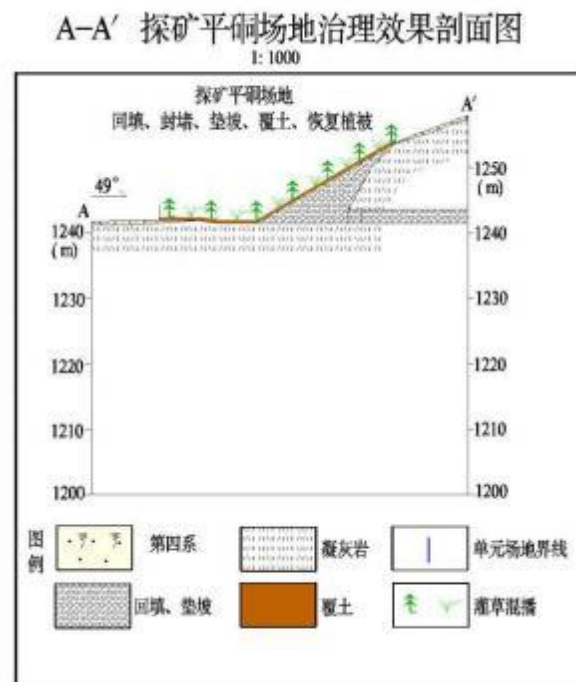 A-A′ 探矿平硐场地治理效果剖面图
1: 1000
探矿平硐场地
回填、封堵、垫坡、覆土、恢复植被
A′
49°
A
1250
(m)
1240
(m)
1240
1230
1230
1220
1220
1210
1210
1200
1200
图例
第四系
凝灰岩
单元场地界线
回填、垫坡
覆土
灌草混播